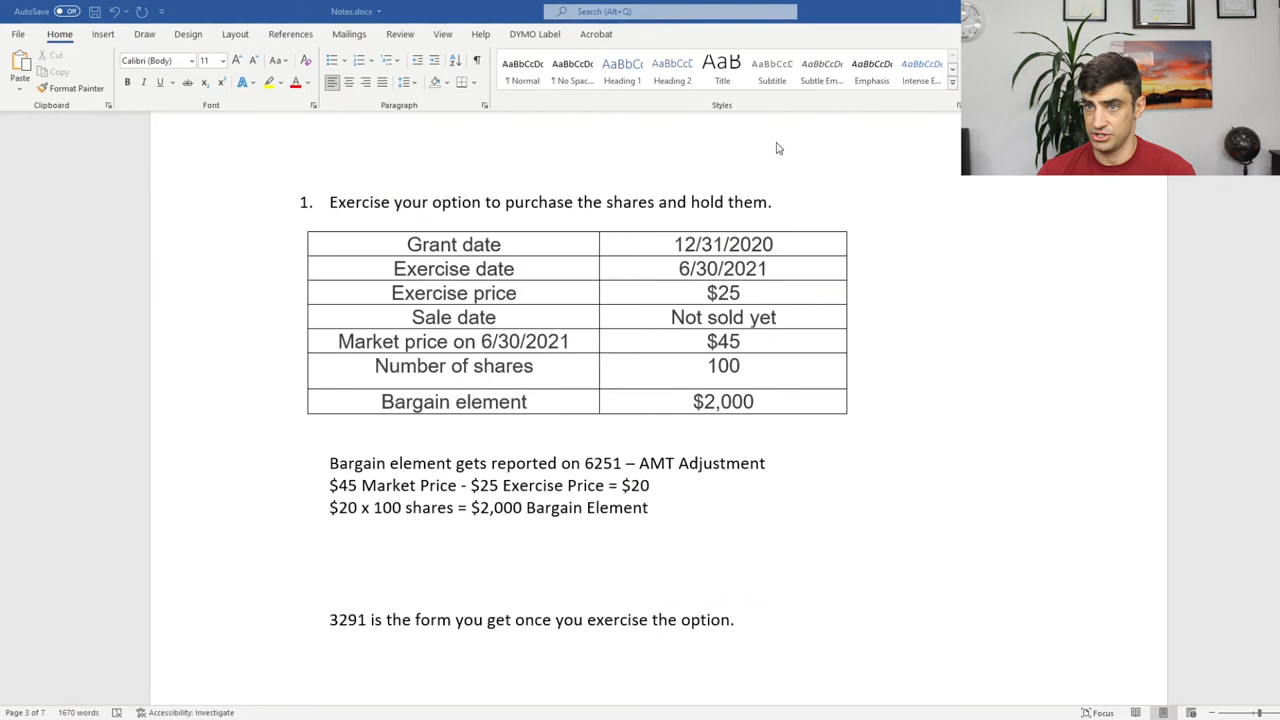 AutoSave Off Notes.docx Search (Alt+Q)
File Home Insert Draw Design Layout References Mailings Review View Help DYMO Label Acrobat
Paste Cut Copy Format Painter
Calibri (Body) 11
AaBbCcDc AaBbCcDc AaBbCc AaBbCcD AaB AaBbCcD AaBbCcDc AaBbCcDc AaBbCcDc
¶ Normal ¶ No Spac... Heading 1 Heading 2 Title Subtitle Subtle Em... Emphasis Intense E...
Clipboard Font Paragraph Styles
1. Exercise your option to purchase the shares and hold them.
Grant date 12/31/2020
Exercise date 6/30/2021
Exercise price $25
Sale date Not sold yet
Market price on 6/30/2021 $45
Number of shares 100
Bargain element $2,000
Bargain element gets reported on 6251 – AMT Adjustment
$45 Market Price - $25 Exercise Price = $20
$20 x 100 shares = $2,000 Bargain Element
3291 is the form you get once you exercise the option.
Page 3 of 7 1670 words Accessibility: Investigate Focus